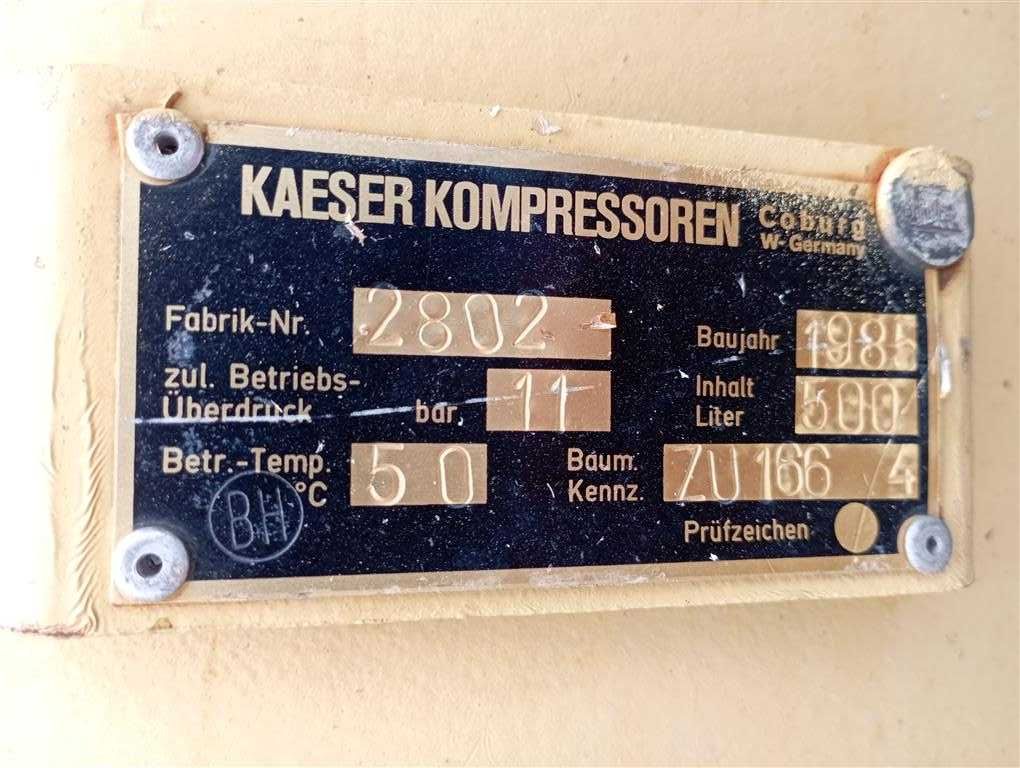 KAESER KOMPRESSOREN Coburg
W-Germany
Fabrik-Nr. 2802 Baujahr 1985
zul. Betriebs-
Überdruck bar. 11 Inhalt
Liter 500
Betr.-Temp.
°C 50 Baum.
Kennz. ZU 166 4
BH
Prüfzeichen